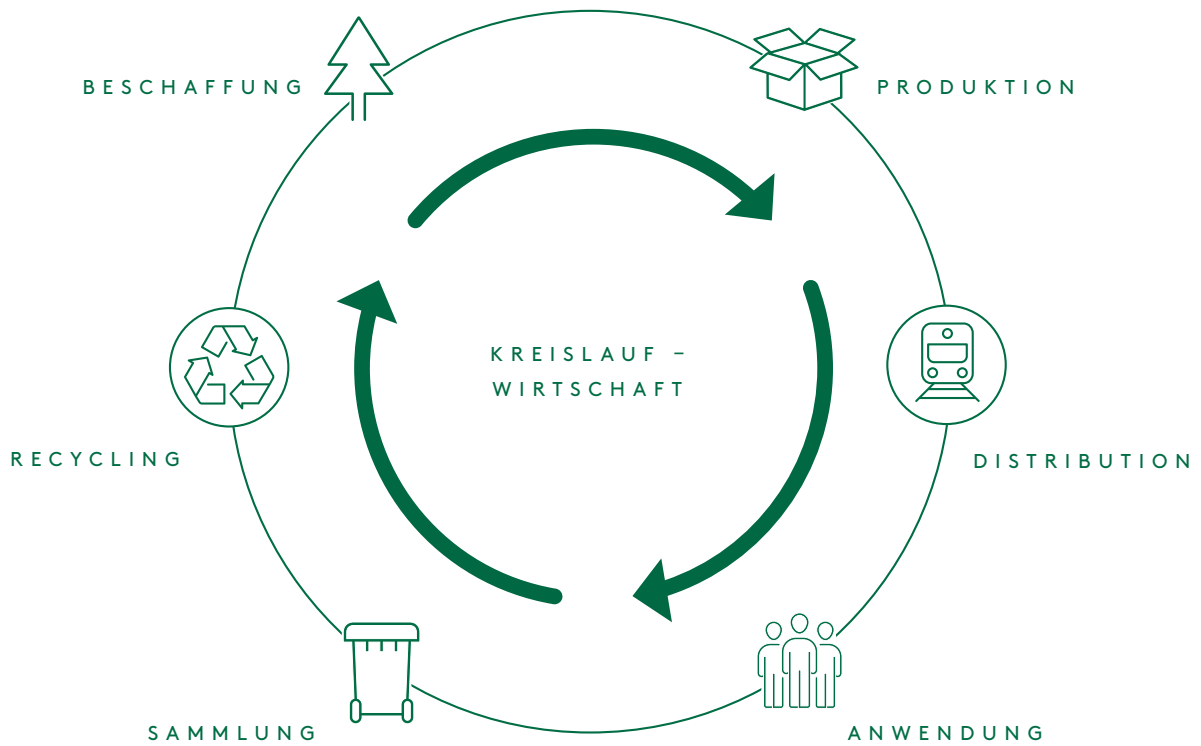 BESCHAFFUNG
PRODUKTION
KREISLAUF –
WIRTSCHAFT
RECYCLING
DISTRIBUTION
SAMMLUNG
ANWENDUNG